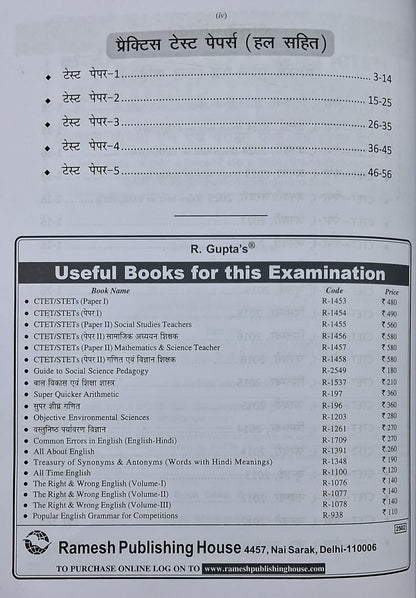 (iv)
प्रैक्टिस टेस्ट पेपर्स (हल सहित)
◆ टेस्ट पेपर-1 3-14
◆ टेस्ट पेपर-2 15-25
◆ टेस्ट पेपर-3 26-35
◆ टेस्ट पेपर-4 36-45
◆ टेस्ट पेपर-5 46-56
R. Gupta's®
Useful Books for this Examination
Book Name Code Price
● CTET/STETs (Paper I) R-1453 ₹ 480
● CTET/STETs (पेपर I) R-1454 ₹ 490
● CTET/STETs (Paper II) Social Studies Teachers R-1455 ₹ 560
● CTET/STETs (पेपर II) सामाजिक अध्ययन शिक्षक R-1456 ₹ 580
● CTET/STETs (Paper II) Mathematics & Science Teacher R-1457 ₹ 580
● CTET/STETs (पेपर II) गणित एवं विज्ञान शिक्षक R-1458 ₹ 580
● Guide to Social Science Pedagogy R-2549 ₹ 180
● बाल विकास एवं शिक्षा शास्त्र R-1537 ₹ 210
● Super Quicker Arithmetic R-197 ₹ 360
● सुपर शीघ्र गणित R-196 ₹ 360
● Objective Environmental Sciences R-1203 ₹ 280
● वस्तुनिष्ठ पर्यावरण विज्ञान R-1261 ₹ 270
● Common Errors in English (English-Hindi) R-1709 ₹ 270
● All About English R-1391 ₹ 260
● Treasury of Synonyms & Antonyms (Words with Hindi Meanings) R-1348 ₹ 190
● All Time English R-1100 ₹ 120
● The Right & Wrong English (Volume-I) R-1076 ₹ 140
● The Right & Wrong English (Volume-II) R-1077 ₹ 140
● The Right & Wrong English (Volume-III) R-1078 ₹ 140
● Popular English Grammar for Competitions R-938 ₹ 110
2502
Ramesh Publishing House 4457, Nai Sarak, Delhi-110006
TO PURCHASE ONLINE LOG ON TO www.rameshpublishinghouse.com